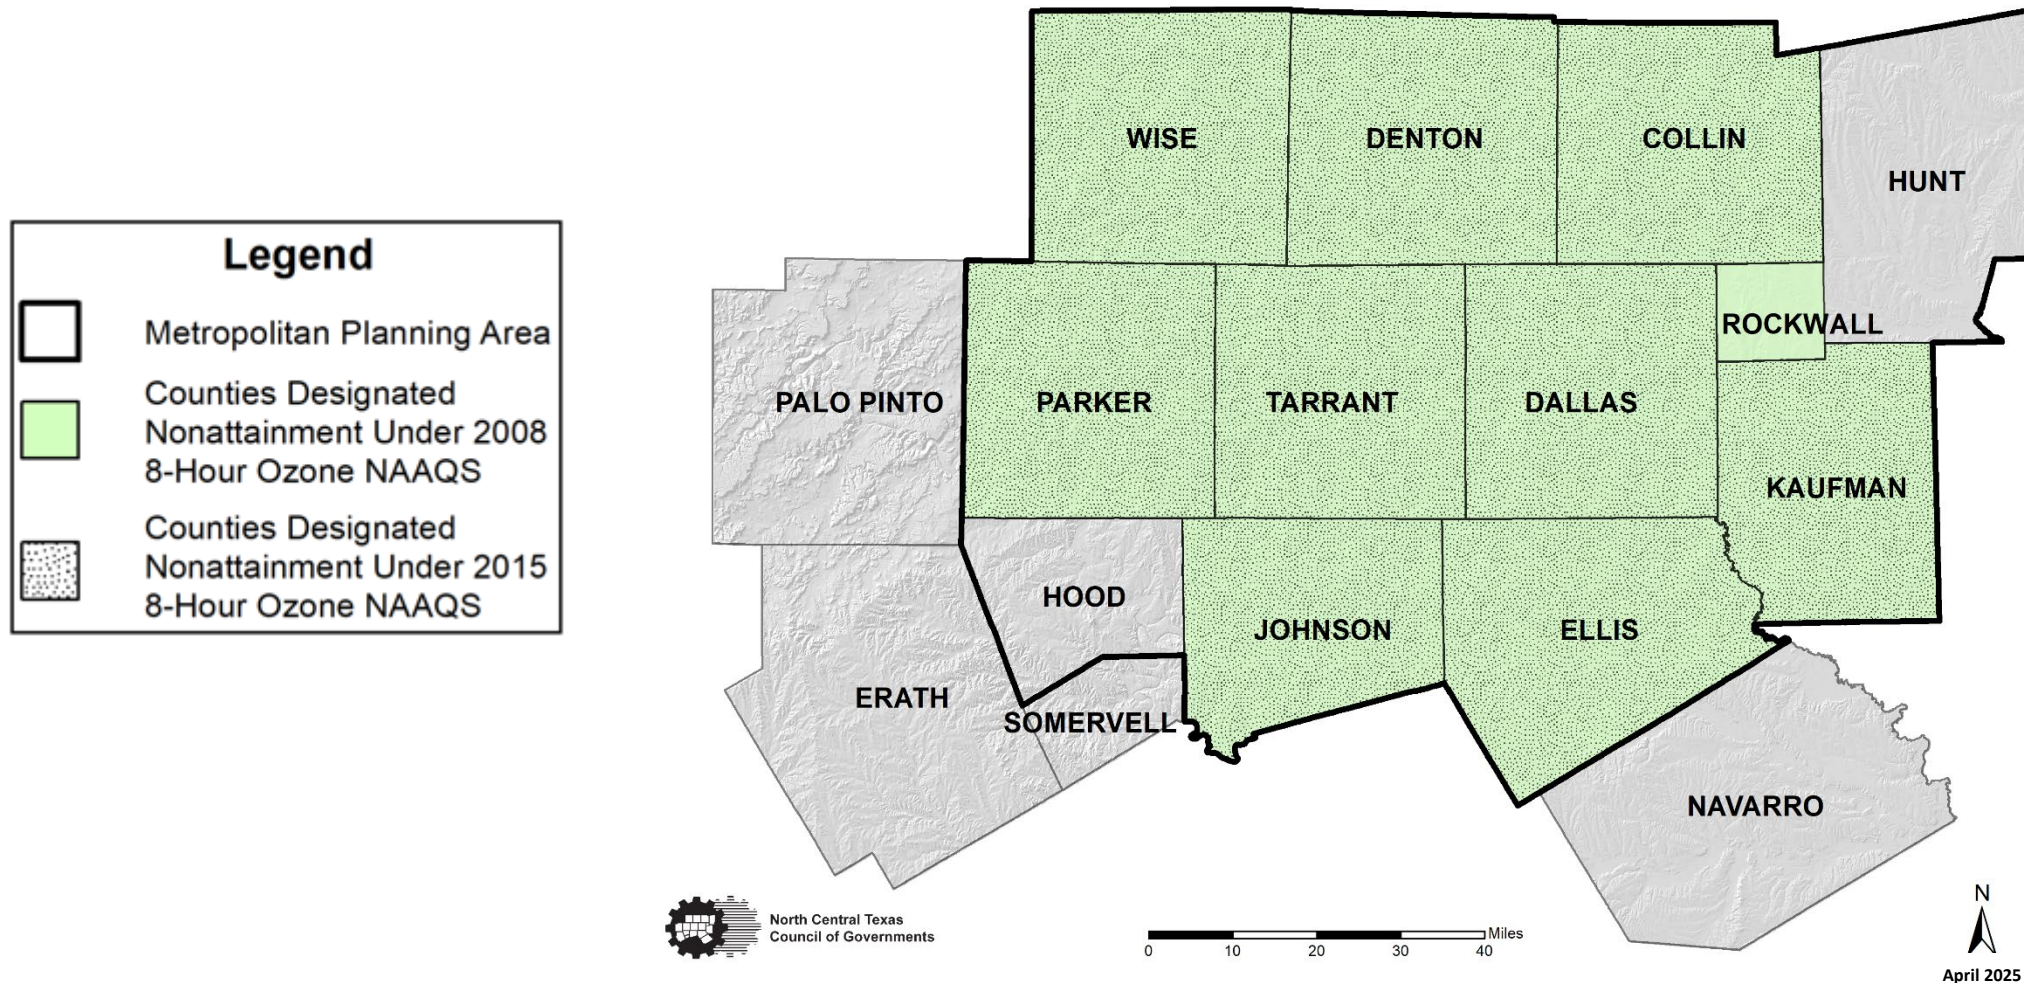 Legend
Metropolitan Planning Area
Counties Designated
Nonattainment Under 2008
8-Hour Ozone NAAQS
Counties Designated
Nonattainment Under 2015
8-Hour Ozone NAAQS
WISE
DENTON
COLLIN
HUNT
ROCKWALL
PALO PINTO
PARKER
TARRANT
DALLAS
KAUFMAN
HOOD
JOHNSON
ELLIS
ERATH
SOMERVELL
NAVARRO
North Central Texas
Council of Governments
Miles
0 10 20 30 40
N
April 2025